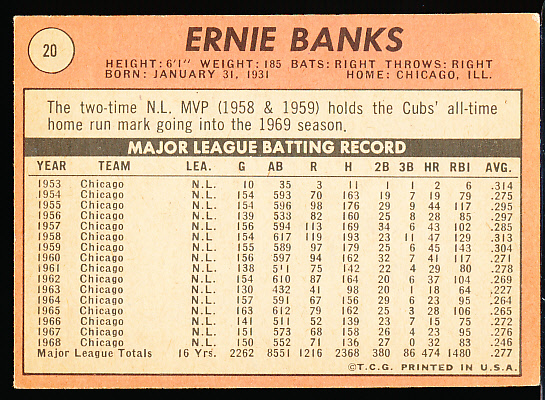 20
ERNIE BANKS
HEIGHT: 6'1" WEIGHT: 185 BATS: RIGHT THROWS: RIGHT
BORN: JANUARY 31, 1931 HOME: CHICAGO, ILL.
The two-time N.L. MVP (1958 & 1959) holds the Cubs' all-time
home run mark going into the 1969 season.
MAJOR LEAGUE BATTING RECORD
YEAR TEAM LEA. G AB R H 2B 3B HR RBI AVG.
1953 Chicago N.L. 10 35 3 11 1 1 2 6 .314
1954 Chicago N.L. 154 593 70 163 19 7 19 79 .275
1955 Chicago N.L. 154 596 98 176 29 9 44 117 .295
1956 Chicago N.L. 139 538 82 160 25 8 28 85 .297
1957 Chicago N.L. 156 594 113 169 34 6 43 102 .285
1958 Chicago N.L. 154 617 119 193 23 11 47 129 .313
1959 Chicago N.L. 155 589 97 179 25 6 45 143 .304
1960 Chicago N.L. 156 597 94 162 32 7 41 117 .271
1961 Chicago N.L. 138 511 75 142 22 4 29 80 .278
1962 Chicago N.L. 154 610 87 164 20 6 37 104 .269
1963 Chicago N.L. 130 432 41 98 20 1 18 64 .227
1964 Chicago N.L. 157 591 67 156 29 6 23 95 .264
1965 Chicago N.L. 163 612 79 162 25 3 28 106 .265
1966 Chicago N.L. 141 511 52 139 23 7 15 75 .272
1967 Chicago N.L. 151 573 68 158 26 4 23 95 .276
1968 Chicago N.L. 150 552 71 136 27 0 32 83 .246
Major League Totals 16 Yrs. 2262 8551 1216 2368 380 86 474 1480 .277
©T.C.G. PRINTED IN U.S.A.